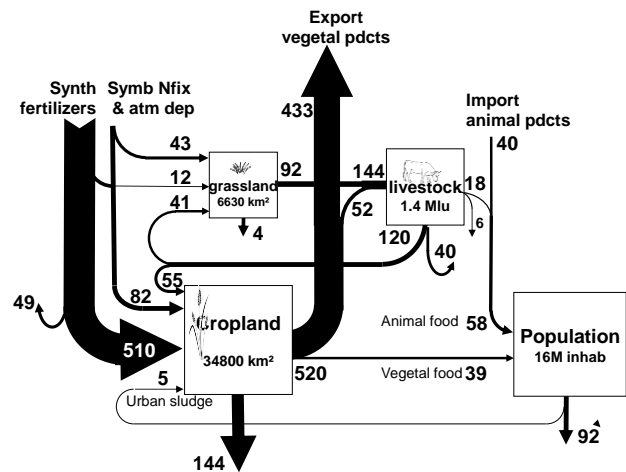 Export
vegetal pdcts
Synth
fertilizers
Symb Nfix
& atm dep
433
Import
animal pdcts
40
43
12
41
grassland
6630 km²
92
4
144
52
livestock
1.4 Mlu
18
6
120
40
55
82
49
510
5
Urban sludge
Cropland
34800 km²
520
144
Animal food 58
Vegetal food 39
Population
16M inhab
92